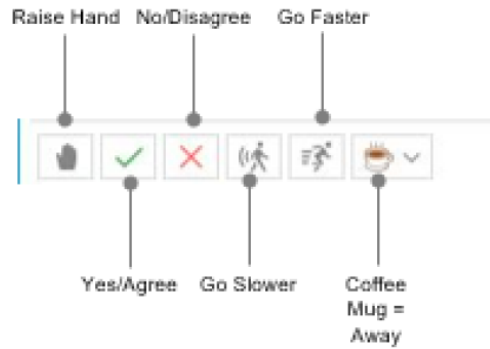 Raise Hand No/Disagree Go Faster
Yes/Agree Go Slower Coffee
Mug =
Away